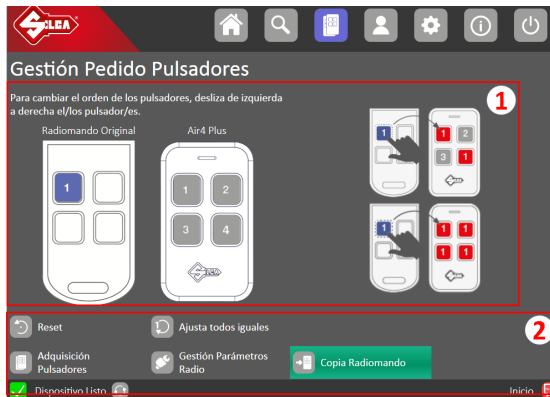 SILCA
Gestión Pedido Pulsadores
Para cambiar el orden de los pulsadores, desliza de izquierda
a derecha el/los pulsador/es.
1
Radiomando Original
Air4 Plus
1
1 2
3 4
SILCA
1
1 2
3 1
1
1 1
1 1
2
Reset
Ajusta todos iguales
Adquisición
Pulsadores
Gestión Parámetros
Radio
Copia Radiomando
Dispositivo Listo
Inicio